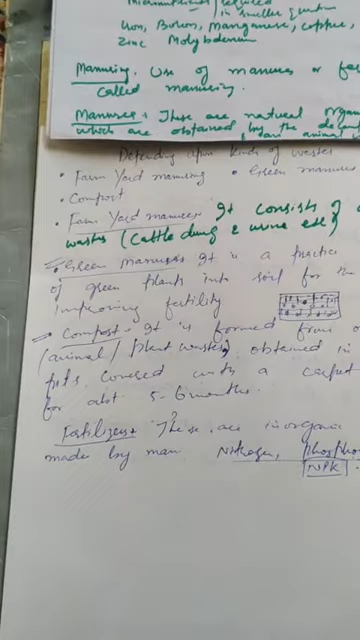 Micronutrients required
in smaller quan
Iron, Boron, Manganese, Copper,
Zinc Molybdenum
Manuring. Use of manures or
called manuring.
Manures: These are natural organ
which are obtained by the
an animal
Depending upon kinds of wastes
• Farm Yard manuring • Green manures
• Compost
• Farm Yard manures It consists of
wastes (Cattle dung & urine etc)
• Green manures It is a practice
of green plants into soil for
improving fertility
Compost: It is formed from
(animal / plant wastes) obtained in
pits covered with a
for abt 5-6 months.
Fertilizers These are inorganic
made by man Nitrogen, Phospho
NPK